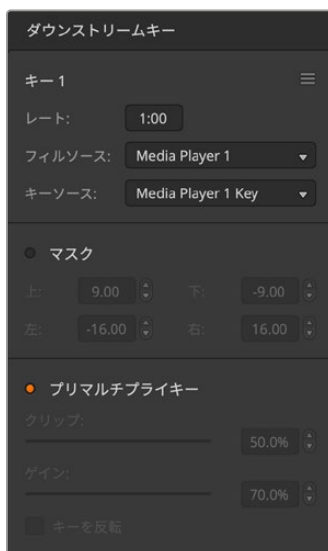 ダウンストリームキー
キー 1
レート: 1:00
フィルソース: Media Player 1
キーソース: Media Player 1 Key
マスク
上: 9.00 下: -9.00
左: -16.00 右: 16.00
プリマルチプライキー
クリップ:
50.0%
ゲイン:
70.0%
キーを反転